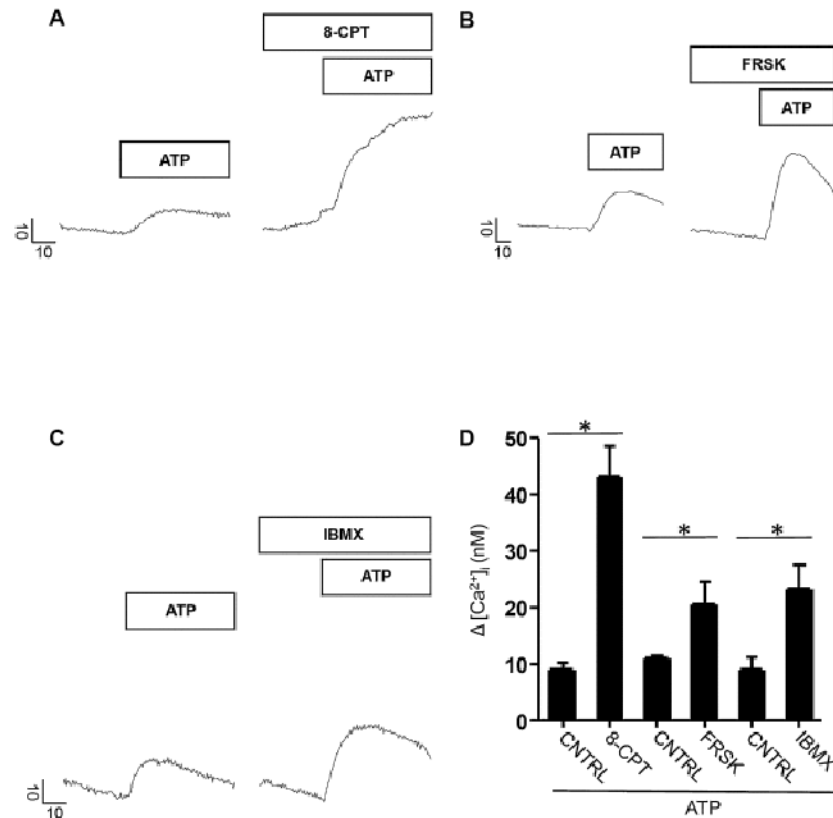 A
8-CPT
ATP
ATP
10
10
B
FRSK
ATP
ATP
10
10
C
IBMX
ATP
ATP
10
10
D
* * *
Δ [Ca²⁺]ᵢ (nM)
50
40
30
20
10
0
CNTRL 8-CPT CNTRL FRSK CNTRL IBMX
ATP